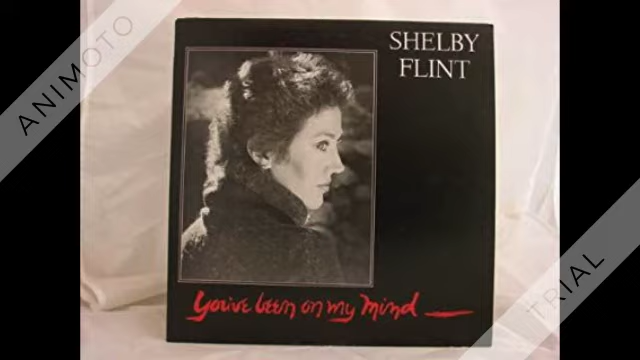 ANIMOTO
SHELBY
FLINT
You've been on my mind
TRIAL